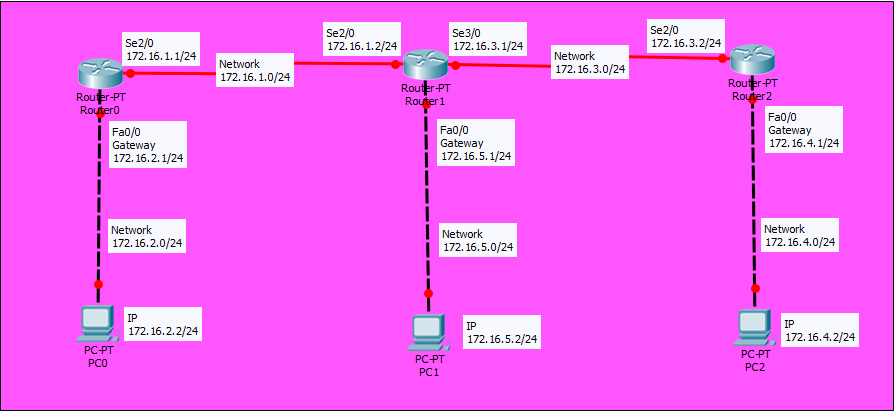 Se2/0
172.16.1.1/24
Network
172.16.1.0/24
Se2/0
172.16.1.2/24
Se3/0
172.16.3.1/24
Network
172.16.3.0/24
Se2/0
172.16.3.2/24
Router-PT
Router0
Router-PT
Router1
Router-PT
Router2
Fa0/0
Gateway
172.16.2.1/24
Fa0/0
Gateway
172.16.5.1/24
Fa0/0
Gateway
172.16.4.1/24
Network
172.16.2.0/24
Network
172.16.5.0/24
Network
172.16.4.0/24
IP
172.16.2.2/24
IP
172.16.5.2/24
IP
172.16.4.2/24
PC-PT
PC0
PC-PT
PC1
PC-PT
PC2